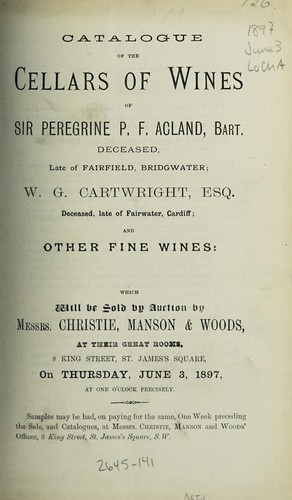 126.
1897
June 3
LoChA
CATALOGUE
OF THE
CELLARS OF WINES
OF
SIR PEREGRINE P. F. ACLAND, BART.
DECEASED,
Late of FAIRFIELD, BRIDGWATER;
W. G. CARTWRIGHT, ESQ.
Deceased, late of Fairwater, Cardiff;
AND
OTHER FINE WINES:
WHICH
Will be Sold by Auction by
MESSRS. CHRISTIE, MANSON & WOODS,
AT THEIR GREAT ROOMS,
8 KING STREET, ST. JAMES'S SQUARE,
On THURSDAY, JUNE 3, 1897,
AT ONE O'CLOCK PRECISELY.
Samples may be had, on paying for the same, One Week preceding
the Sale, and Catalogues, at Messrs. CHRISTIE, MANSON and WOODS'
Offices, 8 King Street, St. James's Square, S.W.
2645-141